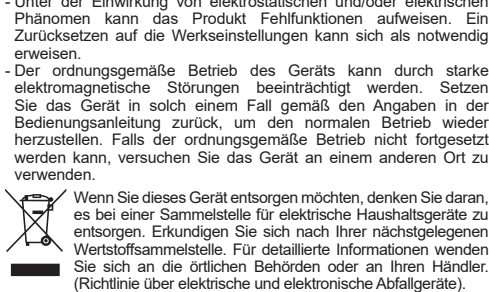 - Unter der Einwirkung von elektrostatischen und/oder elektrischen
Phänomen kann das Produkt Fehlfunktionen aufweisen. Ein
Zurücksetzen auf die Werkseinstellungen kann sich als notwendig
erweisen.
- Der ordnungsgemäße Betrieb des Geräts kann durch starke
elektromagnetische Störungen beeinträchtigt werden. Setzen
Sie das Gerät in solch einem Fall gemäß den Angaben in der
Bedienungsanleitung zurück, um den normalen Betrieb wieder
herzustellen. Falls der ordnungsgemäße Betrieb nicht fortgesetzt
werden kann, versuchen Sie das Gerät an einem anderen Ort zu
verwenden.
Wenn Sie dieses Gerät entsorgen möchten, denken Sie daran,
es bei einer Sammelstelle für elektrische Haushaltsgeräte zu
entsorgen. Erkundigen Sie sich nach Ihrer nächstgelegenen
Wertstoffsammelstelle. Für detaillierte Informationen wenden
Sie sich an die örtlichen Behörden oder an Ihren Händler.
(Richtlinie über elektrische und elektronische Abfallgeräte).